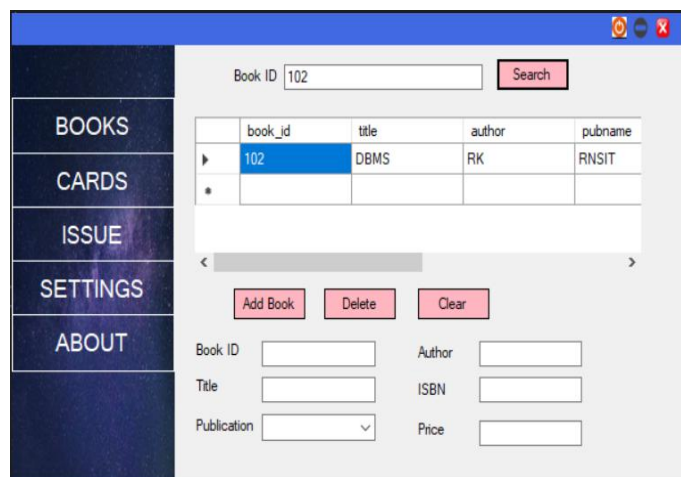 Book ID 102 Search
BOOKS
CARDS
ISSUE
SETTINGS
ABOUT
book_id title author pubname
102 DBMS RK RNSIT
Add Book Delete Clear
Book ID Author
Title ISBN
Publication Price